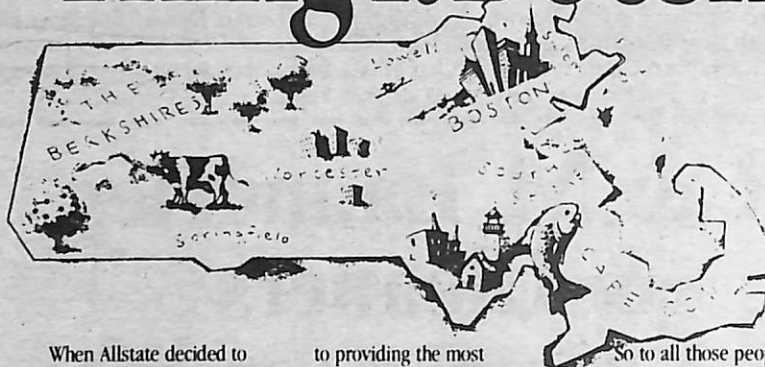 Lowell
THE
BERKSHIRES
BOSTON
Worcester
South
Springfield
CAPE COD
When Allstate decided to
to providing the most
So to all those